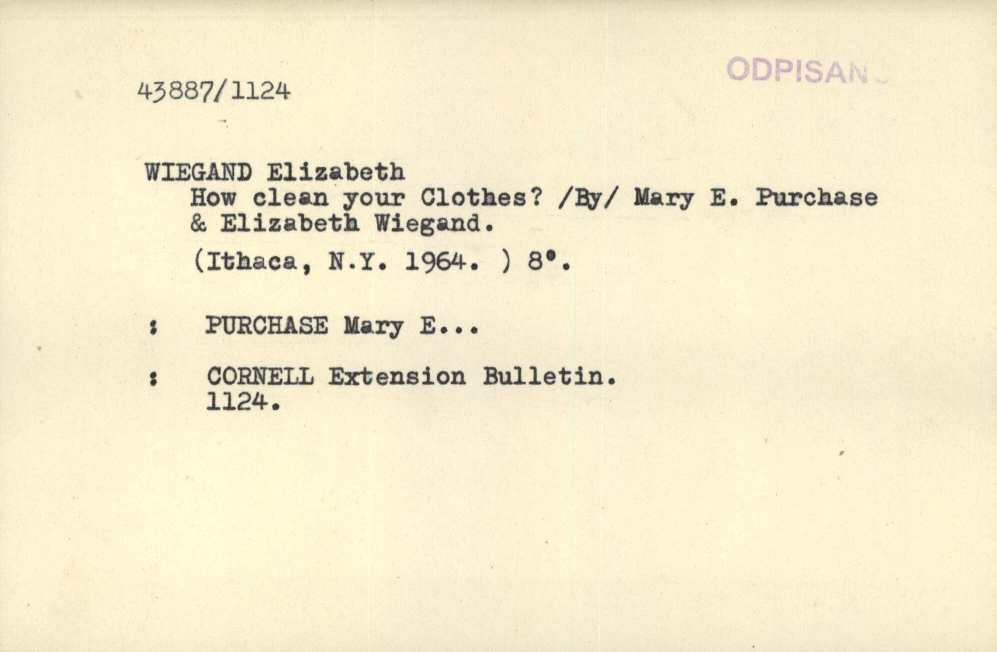 ODPISANO
43887/1124
WIEGAND Elizabeth
How clean your Clothes? /By/ Mary E. Purchase
& Elizabeth Wiegand.
(Ithaca, N.Y. 1964. ) 8°.
: PURCHASE Mary E...
: CORNELL Extension Bulletin.
1124.